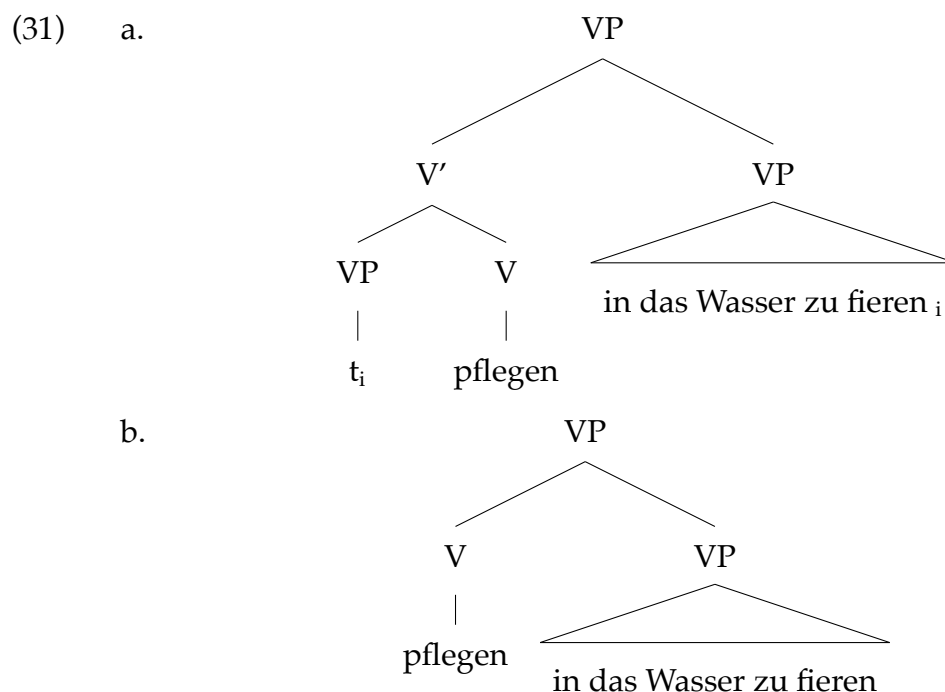 (31) a. VP
V’ VP
VP V
in das Wasser zu fieren i
ti pflegen
b. VP
V VP
pflegen
in das Wasser zu fieren